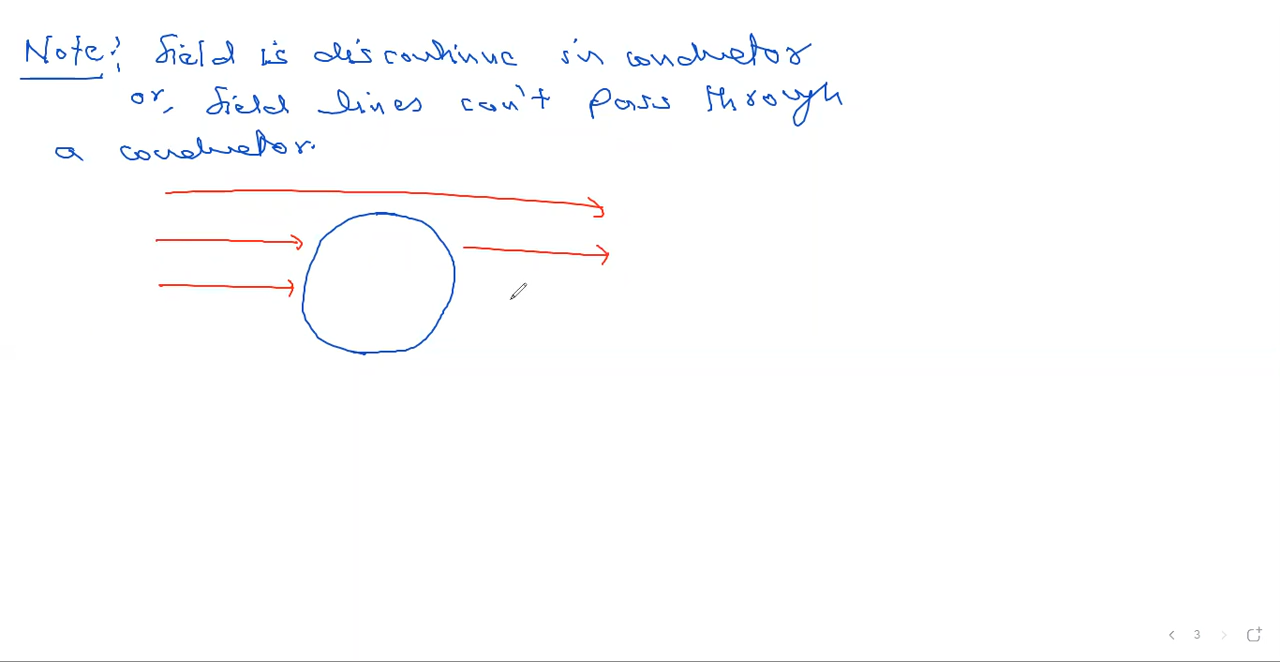 Note: field is discontinue in conductor
or, field lines can't pass through
a conductor.
3